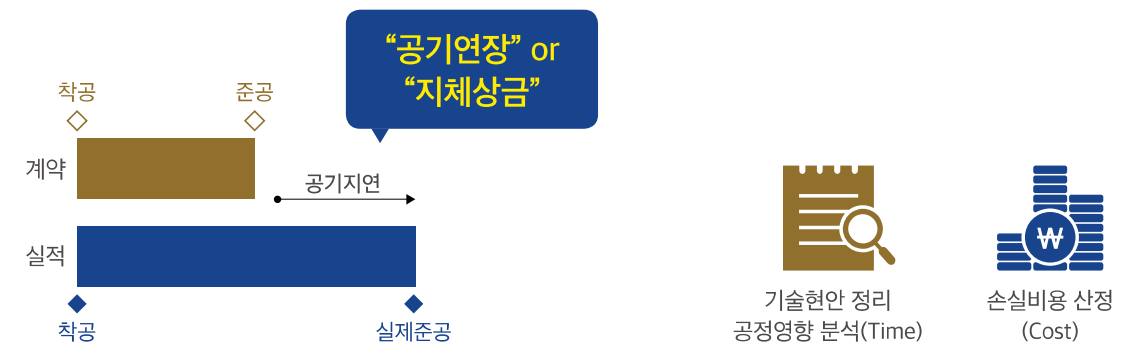 “공기연장” or
“지체상금”
착공
준공
계약
공기지연
실적
착공
실제준공
₩
기술현안 정리
공정영향 분석(Time)
손실비용 산정
(Cost)